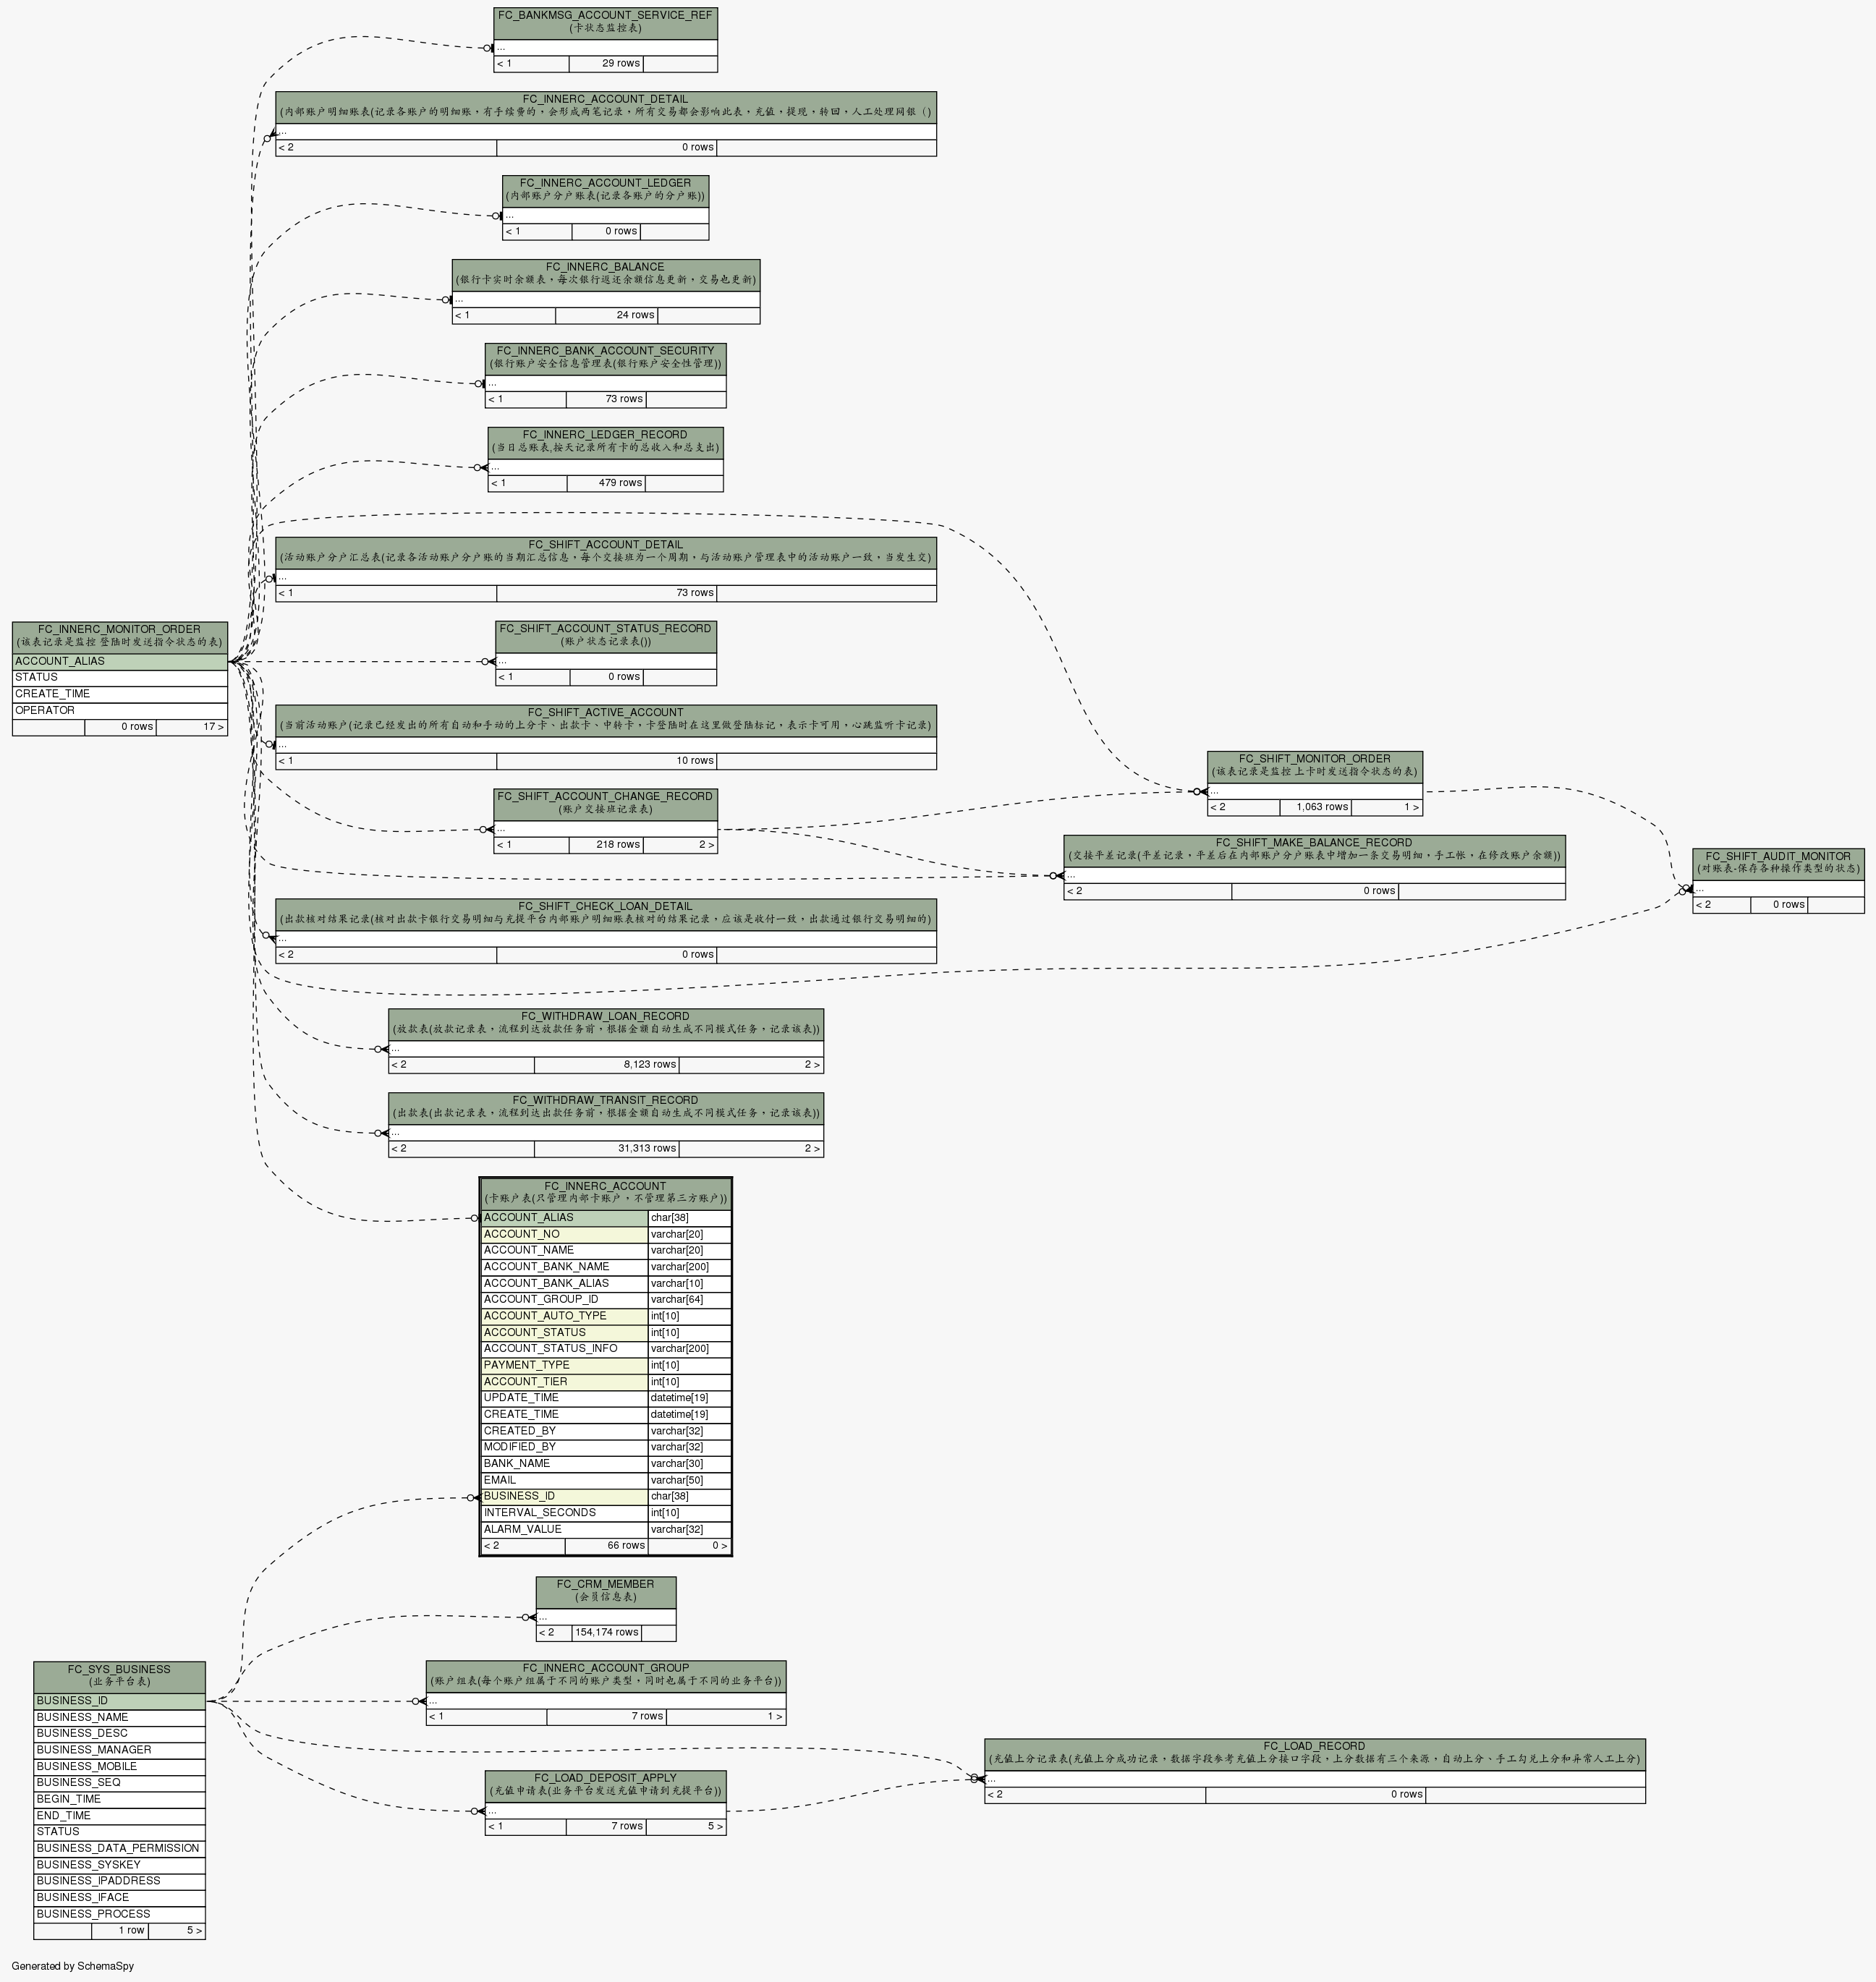 FC_BANKMSG_ACCOUNT_SERVICE_REF
(卡状态监控表)
...
< 1 29 rows
FC_INNERC_ACCOUNT_DETAIL
(内部账户明细账表(记录各账户的明细账，有手续费的，会形成两笔记录，所有交易都会影响此表，充值，提现，转回，人工处理网银（)
...
< 2 0 rows
FC_INNERC_ACCOUNT_LEDGER
(内部账户分户账表(记录各账户的分户账))
...
< 1 0 rows
FC_INNERC_BALANCE
(银行卡实时余额表，每次银行返还余额信息更新，交易也更新)
...
< 1 24 rows
FC_INNERC_BANK_ACCOUNT_SECURITY
(银行账户安全信息管理表(银行账户安全性管理))
...
< 1 73 rows
FC_INNERC_LEDGER_RECORD
(当日总账表,按天记录所有卡的总收入和总支出)
...
< 1 479 rows
FC_SHIFT_ACCOUNT_DETAIL
(活动账户分户汇总表(记录各活动账户分户账的当期汇总信息，每个交接班为一个周期，与活动账户管理表中的活动账户一致，当发生交)
...
< 1 73 rows
FC_INNERC_MONITOR_ORDER
(该表记录是监控 登陆时发送指令状态的表)
ACCOUNT_ALIAS
STATUS
CREATE_TIME
OPERATOR
0 rows 17 >
FC_SHIFT_ACCOUNT_STATUS_RECORD
(账户状态记录表())
...
< 1 0 rows
FC_SHIFT_ACTIVE_ACCOUNT
(当前活动账户(记录已经发出的所有自动和手动的上分卡、出款卡、中转卡，卡登陆时在这里做登陆标记，表示卡可用，心跳监听卡记录)
...
< 1 10 rows
FC_SHIFT_ACCOUNT_CHANGE_RECORD
(账户交接班记录表)
...
< 1 218 rows 2 >
FC_SHIFT_MONITOR_ORDER
(该表记录是监控 上卡时发送指令状态的表)
...
< 2 1,063 rows 1 >
FC_SHIFT_MAKE_BALANCE_RECORD
(交接平差记录(平差记录，平差后在内部账户分户账表中增加一条交易明细，手工帐，在修改账户余额))
...
< 2 0 rows
FC_SHIFT_AUDIT_MONITOR
(对账表-保存各种操作类型的状态)
...
< 2 0 rows
FC_SHIFT_CHECK_LOAN_DETAIL
(出款核对结果记录(核对出款卡银行交易明细与充提平台内部账户明细账表核对的结果记录，应该是收付一致，出款通过银行交易明细的)
...
< 2 0 rows
FC_WITHDRAW_LOAN_RECORD
(放款表(放款记录表，流程到达放款任务前，根据金额自动生成不同模式任务，记录该表))
...
< 2 8,123 rows 2 >
FC_WITHDRAW_TRANSIT_RECORD
(出款表(出款记录表，流程到达出款任务前，根据金额自动生成不同模式任务，记录该表))
...
< 2 31,313 rows 2 >
FC_INNERC_ACCOUNT
(卡账户表(只管理内部卡账户，不管理第三方账户))
ACCOUNT_ALIAS char[38]
ACCOUNT_NO varchar[20]
ACCOUNT_NAME varchar[20]
ACCOUNT_BANK_NAME varchar[200]
ACCOUNT_BANK_ALIAS varchar[10]
ACCOUNT_GROUP_ID varchar[64]
ACCOUNT_AUTO_TYPE int[10]
ACCOUNT_STATUS int[10]
ACCOUNT_STATUS_INFO varchar[200]
PAYMENT_TYPE int[10]
ACCOUNT_TIER int[10]
UPDATE_TIME datetime[19]
CREATE_TIME datetime[19]
CREATED_BY varchar[32]
MODIFIED_BY varchar[32]
BANK_NAME varchar[30]
EMAIL varchar[50]
BUSINESS_ID char[38]
INTERVAL_SECONDS int[10]
ALARM_VALUE varchar[32]
< 2 66 rows 0 >
FC_CRM_MEMBER
(会员信息表)
...
< 2 154,174 rows
FC_SYS_BUSINESS
(业务平台表)
BUSINESS_ID
BUSINESS_NAME
BUSINESS_DESC
BUSINESS_MANAGER
BUSINESS_MOBILE
BUSINESS_SEQ
BEGIN_TIME
END_TIME
STATUS
BUSINESS_DATA_PERMISSION
BUSINESS_SYSKEY
BUSINESS_IPADDRESS
BUSINESS_IFACE
BUSINESS_PROCESS
1 row 5 >
FC_INNERC_ACCOUNT_GROUP
(账户组表(每个账户组属于不同的账户类型，同时也属于不同的业务平台))
...
< 1 7 rows 1 >
FC_LOAD_DEPOSIT_APPLY
(充值申请表(业务平台发送充值申请到充提平台))
...
< 1 7 rows 5 >
FC_LOAD_RECORD
(充值上分记录表(充值上分成功记录，数据字段参考充值上分接口字段，上分数据有三个来源，自动上分、手工勾兑上分和异常人工上分)
...
< 2 0 rows
Generated by SchemaSpy